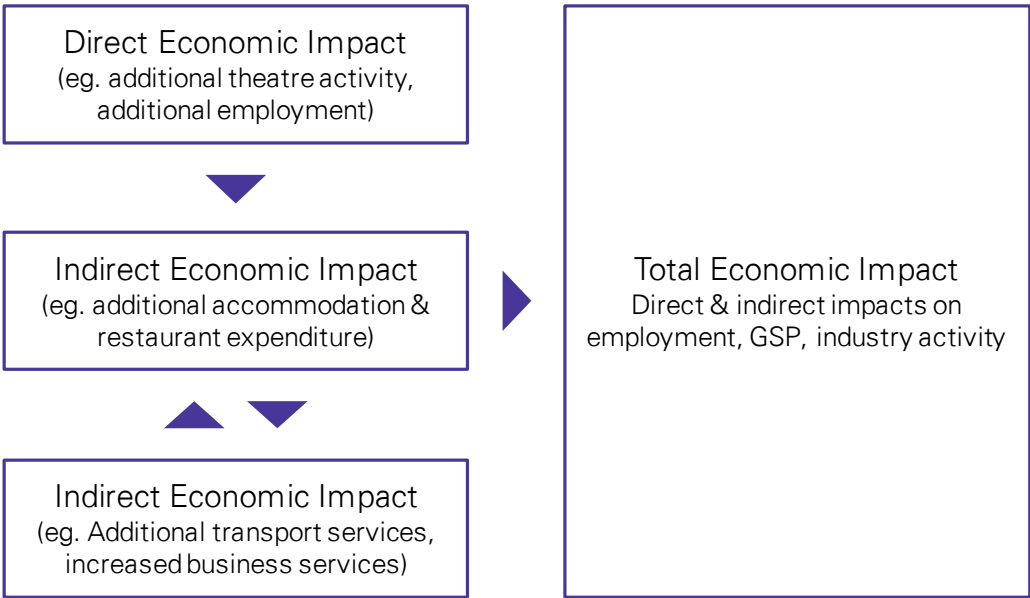 Direct Economic Impact
(eg. additional theatre activity,
additional employment)
Indirect Economic Impact
(eg. additional accommodation &
restaurant expenditure)
Indirect Economic Impact
(eg. Additional transport services,
increased business services)
Total Economic Impact
Direct & indirect impacts on
employment, GSP, industry activity